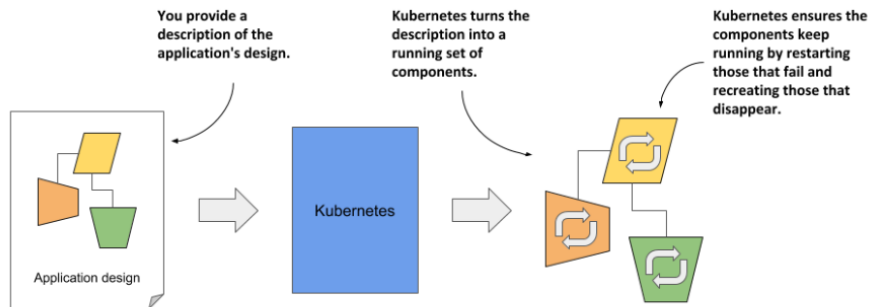 You provide a
description of the
application's design.
Kubernetes turns the
description into a
running set of
components.
Kubernetes ensures the
components keep
running by restarting
those that fail and
recreating those that
disappear.
Application design
Kubernetes